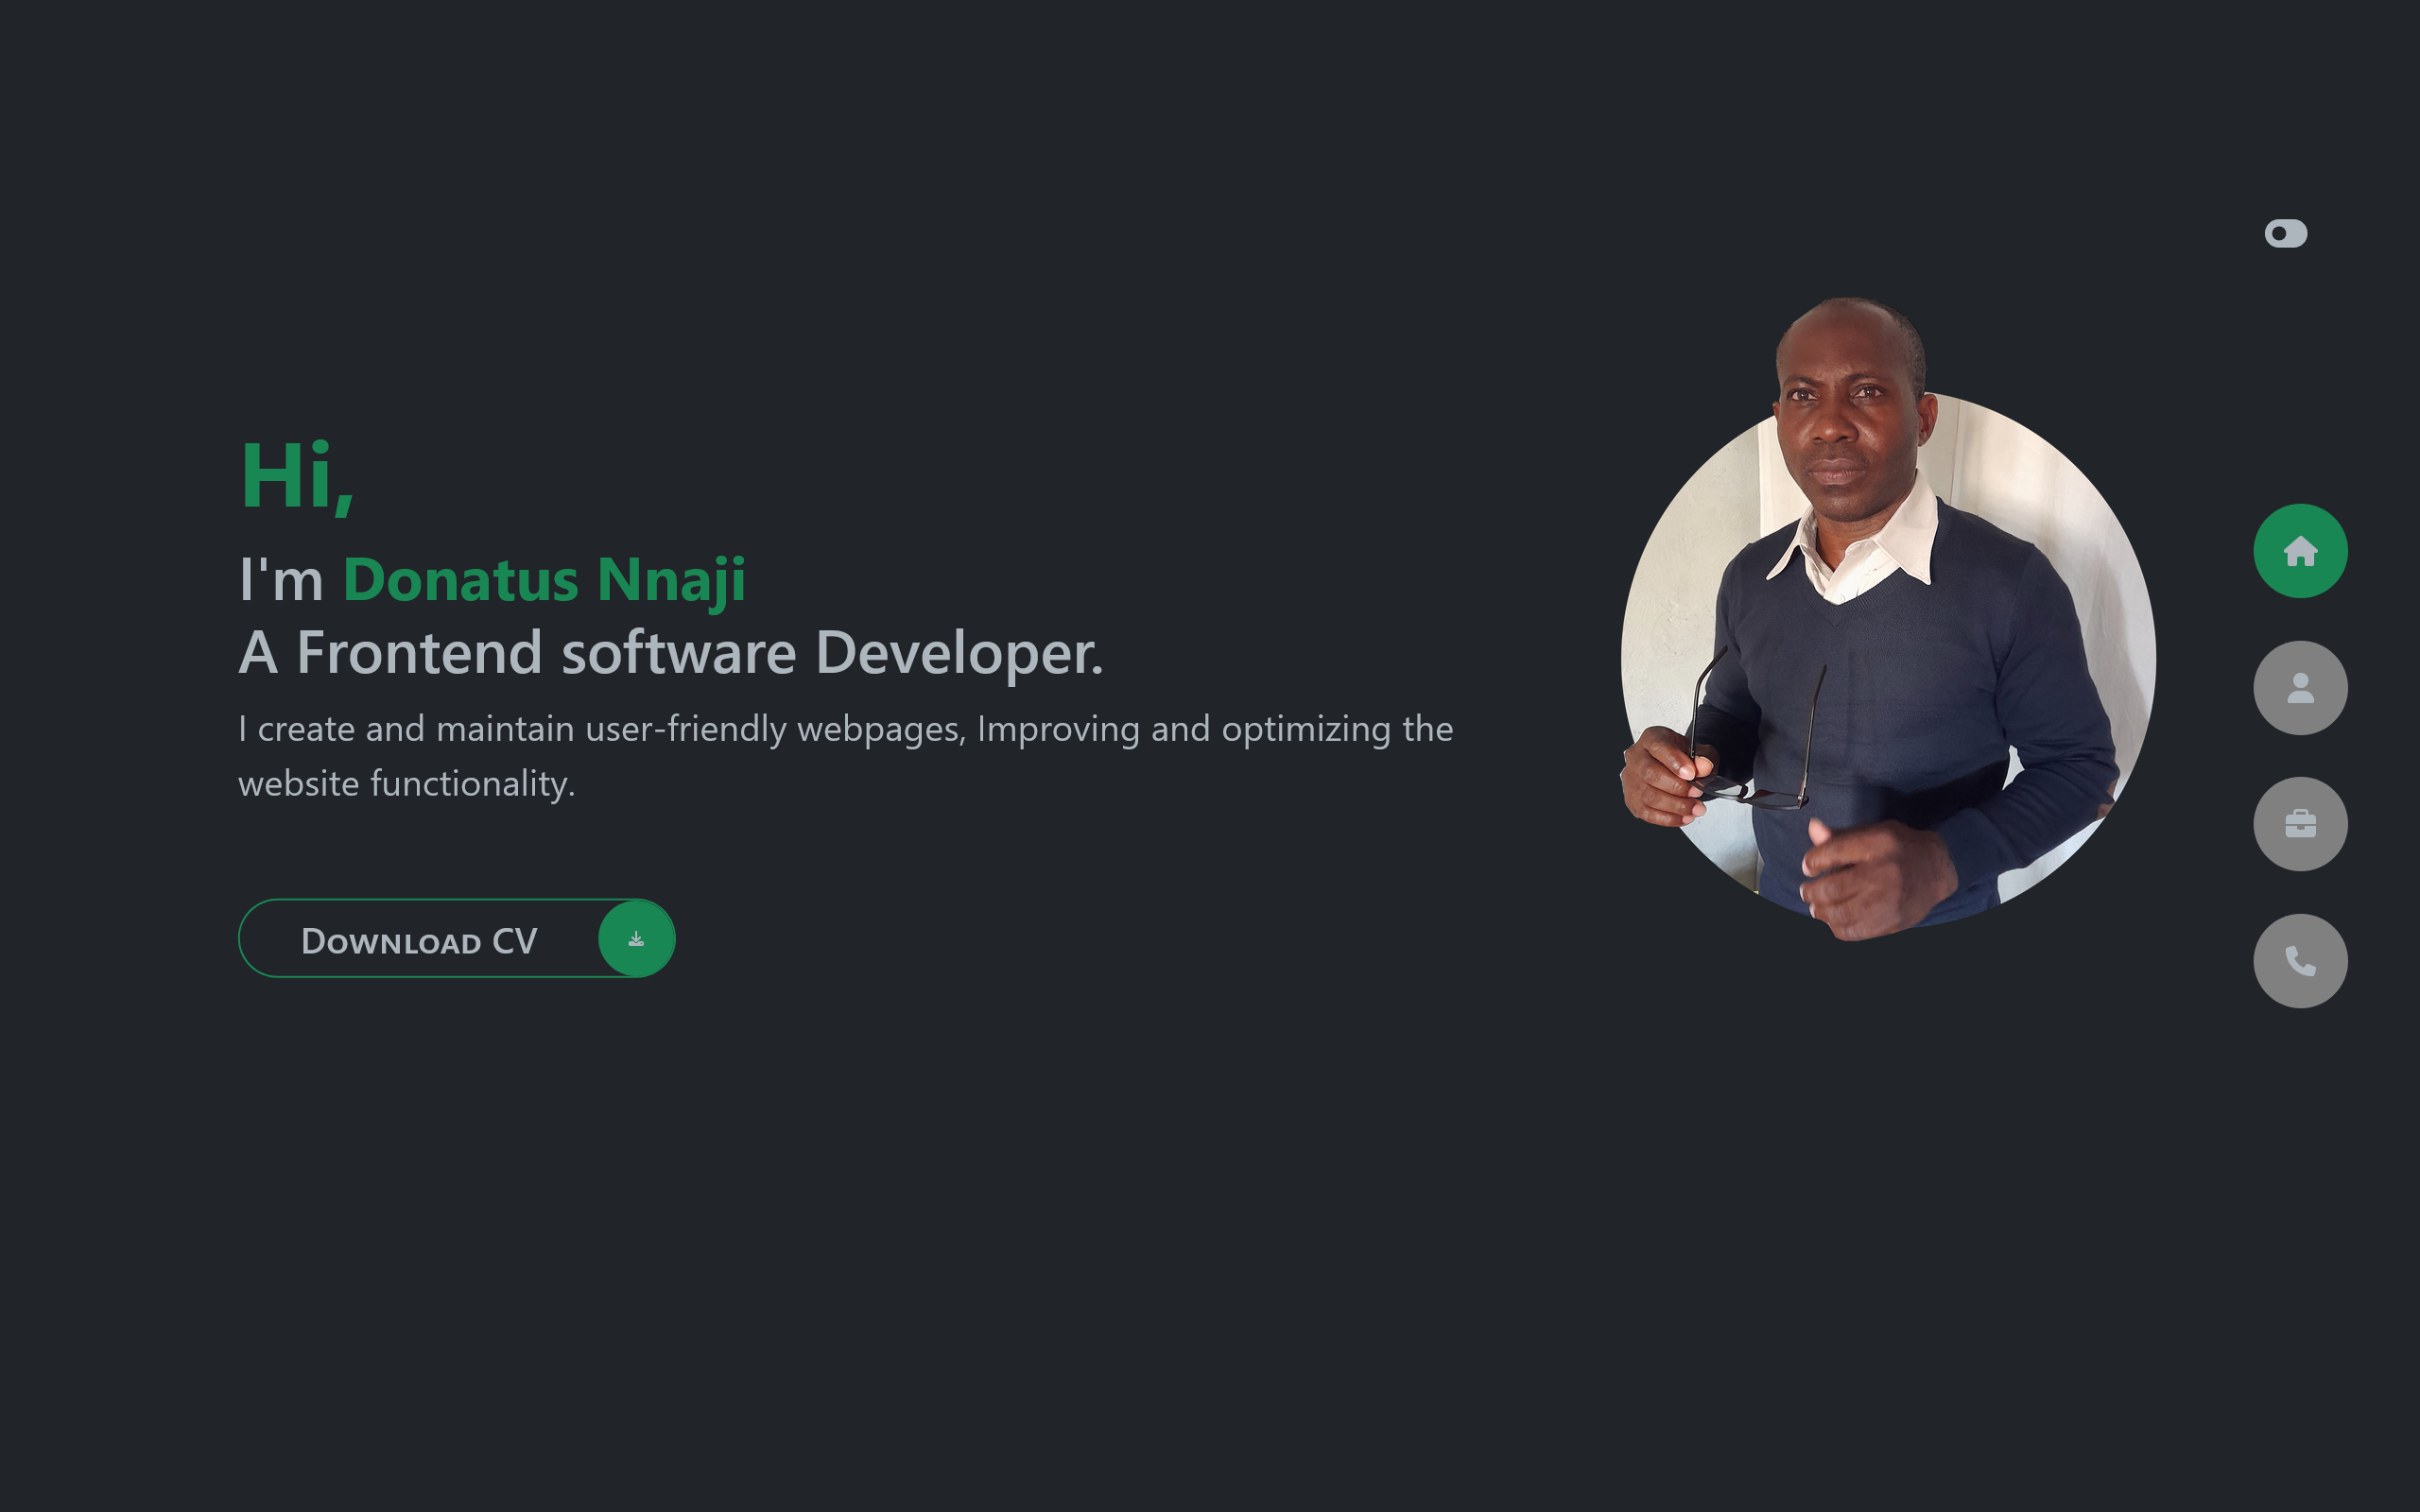 Hi,
I'm Donatus Nnaji
A Frontend software Developer.
I create and maintain user-friendly webpages, Improving and optimizing the
website functionality.
Download CV